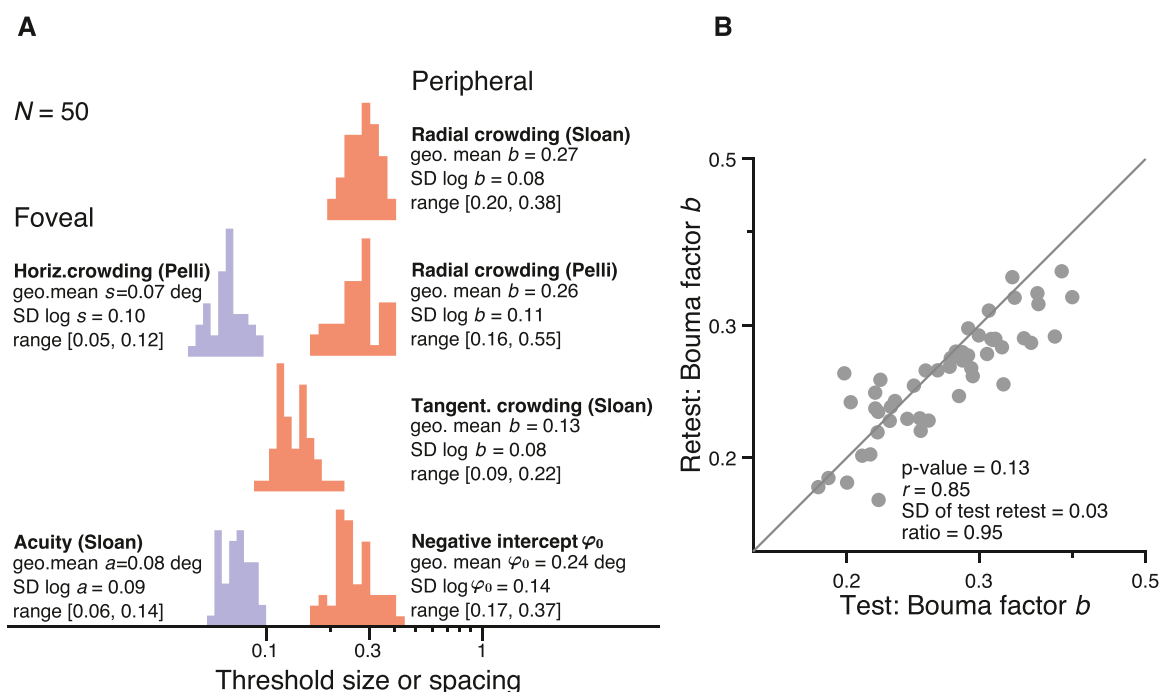 A
N = 50
Peripheral
Radial crowding (Sloan)
geo. mean b = 0.27
SD log b = 0.08
range [0.20, 0.38]
Foveal
Horiz.crowding (Pelli)
geo.mean s=0.07 deg
SD log s = 0.10
range [0.05, 0.12]
Radial crowding (Pelli)
geo. mean b = 0.26
SD log b = 0.11
range [0.16, 0.55]
Tangent. crowding (Sloan)
geo. mean b = 0.13
SD log b = 0.08
range [0.09, 0.22]
Acuity (Sloan)
geo.mean a=0.08 deg
SD log a = 0.09
range [0.06, 0.14]
Negative intercept φ₀
geo. mean φ₀ = 0.24 deg
SD log φ₀ = 0.14
range [0.17, 0.37]
0.1 0.3 1
Threshold size or spacing
B
0.5
0.3
0.2
Retest: Bouma factor b
p-value = 0.13
r = 0.85
SD of test retest = 0.03
ratio = 0.95
0.2 0.3 0.5
Test: Bouma factor b